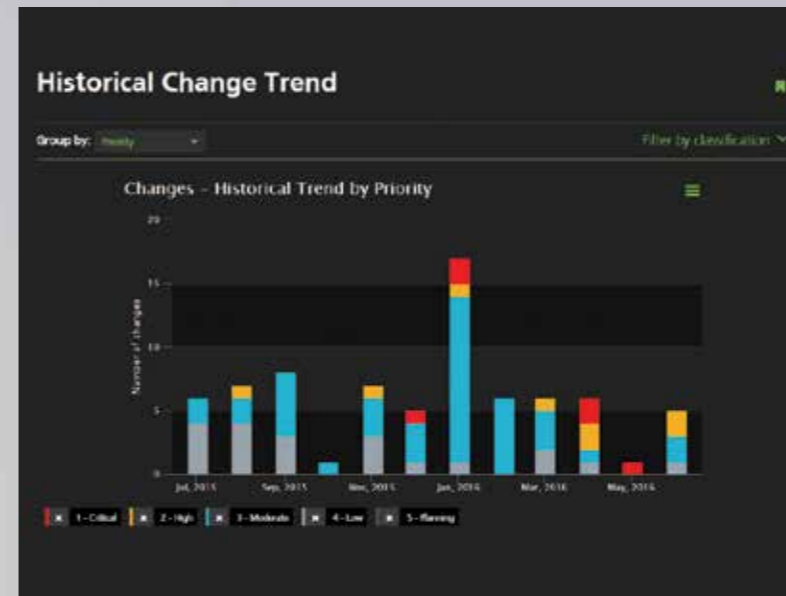 Historical Change Trend
Group by: Priority
Filter by classification
Changes - Historical Trend by Priority
Number of changes
20
15
10
5
0
Jul, 2015 Sep, 2015 Nov, 2015 Jan, 2016 Mar, 2016 May, 2016
1 - Critical 2 - High 3 - Moderate 4 - Low 5 - Planning